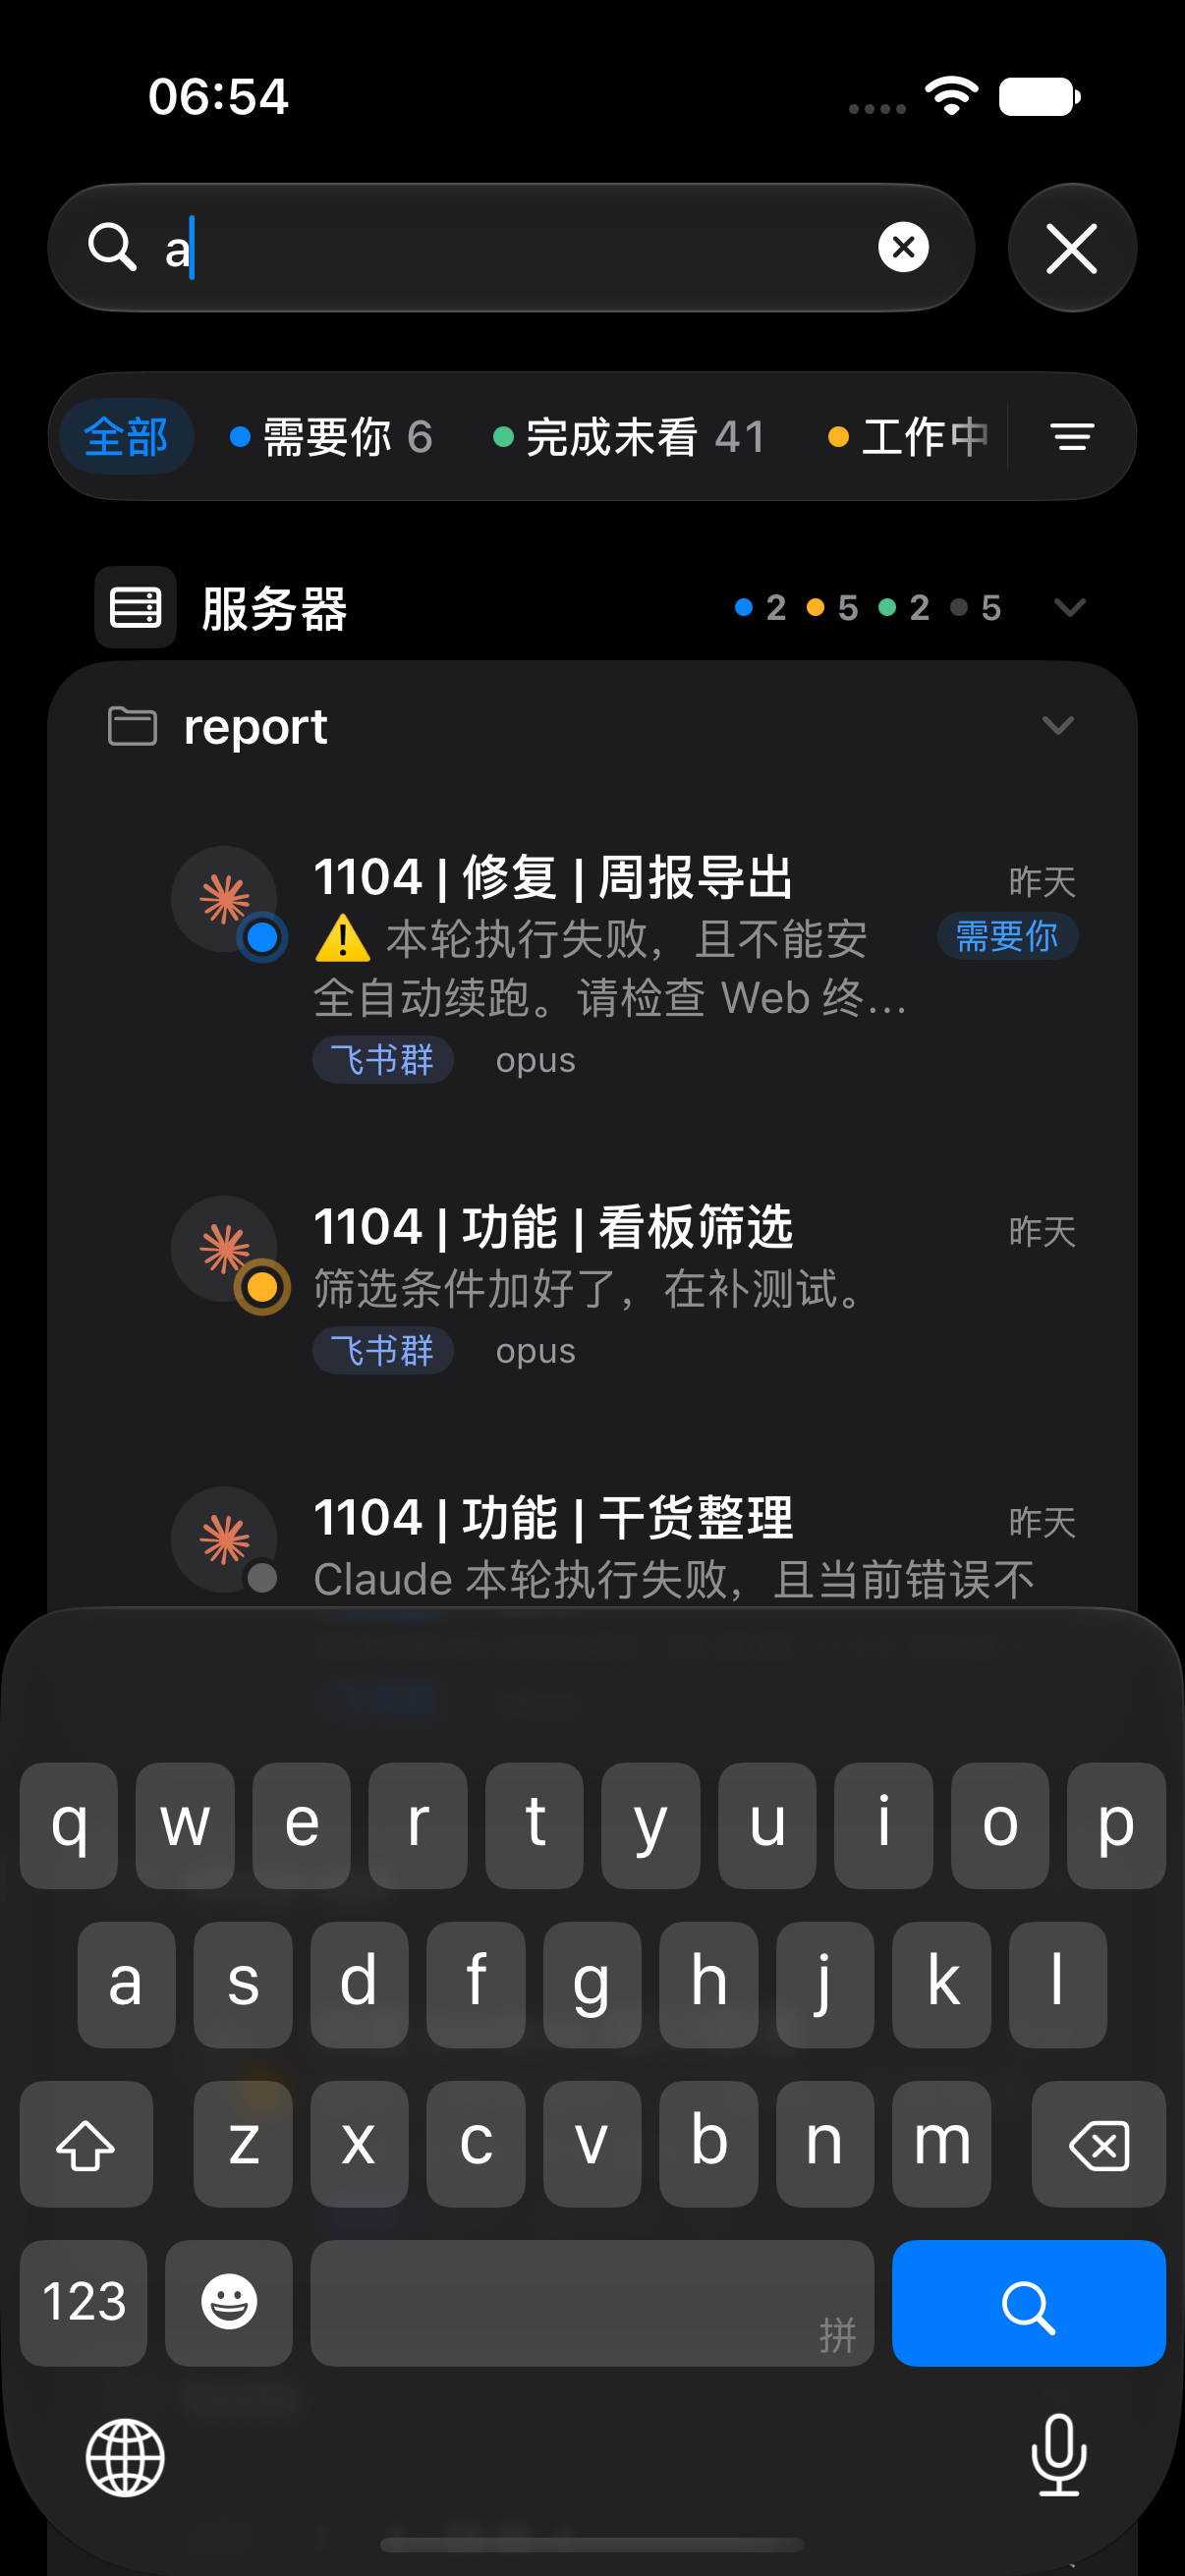 06:54
a
全部 需要你 6 完成未看 41 工作中
服务器 2 5 2 5
report
1104 | 修复 | 周报导出 昨天
⚠️ 本轮执行失败，且不能安 需要你
全自动续跑。请检查 Web 终…
飞书群 opus
1104 | 功能 | 看板筛选 昨天
筛选条件加好了，在补测试。
飞书群 opus
1104 | 功能 | 干货整理 昨天
Claude 本轮执行失败，且当前错误不
q w e r t y u i o p
a s d f g h j k l
z x c v b n m
123 拼